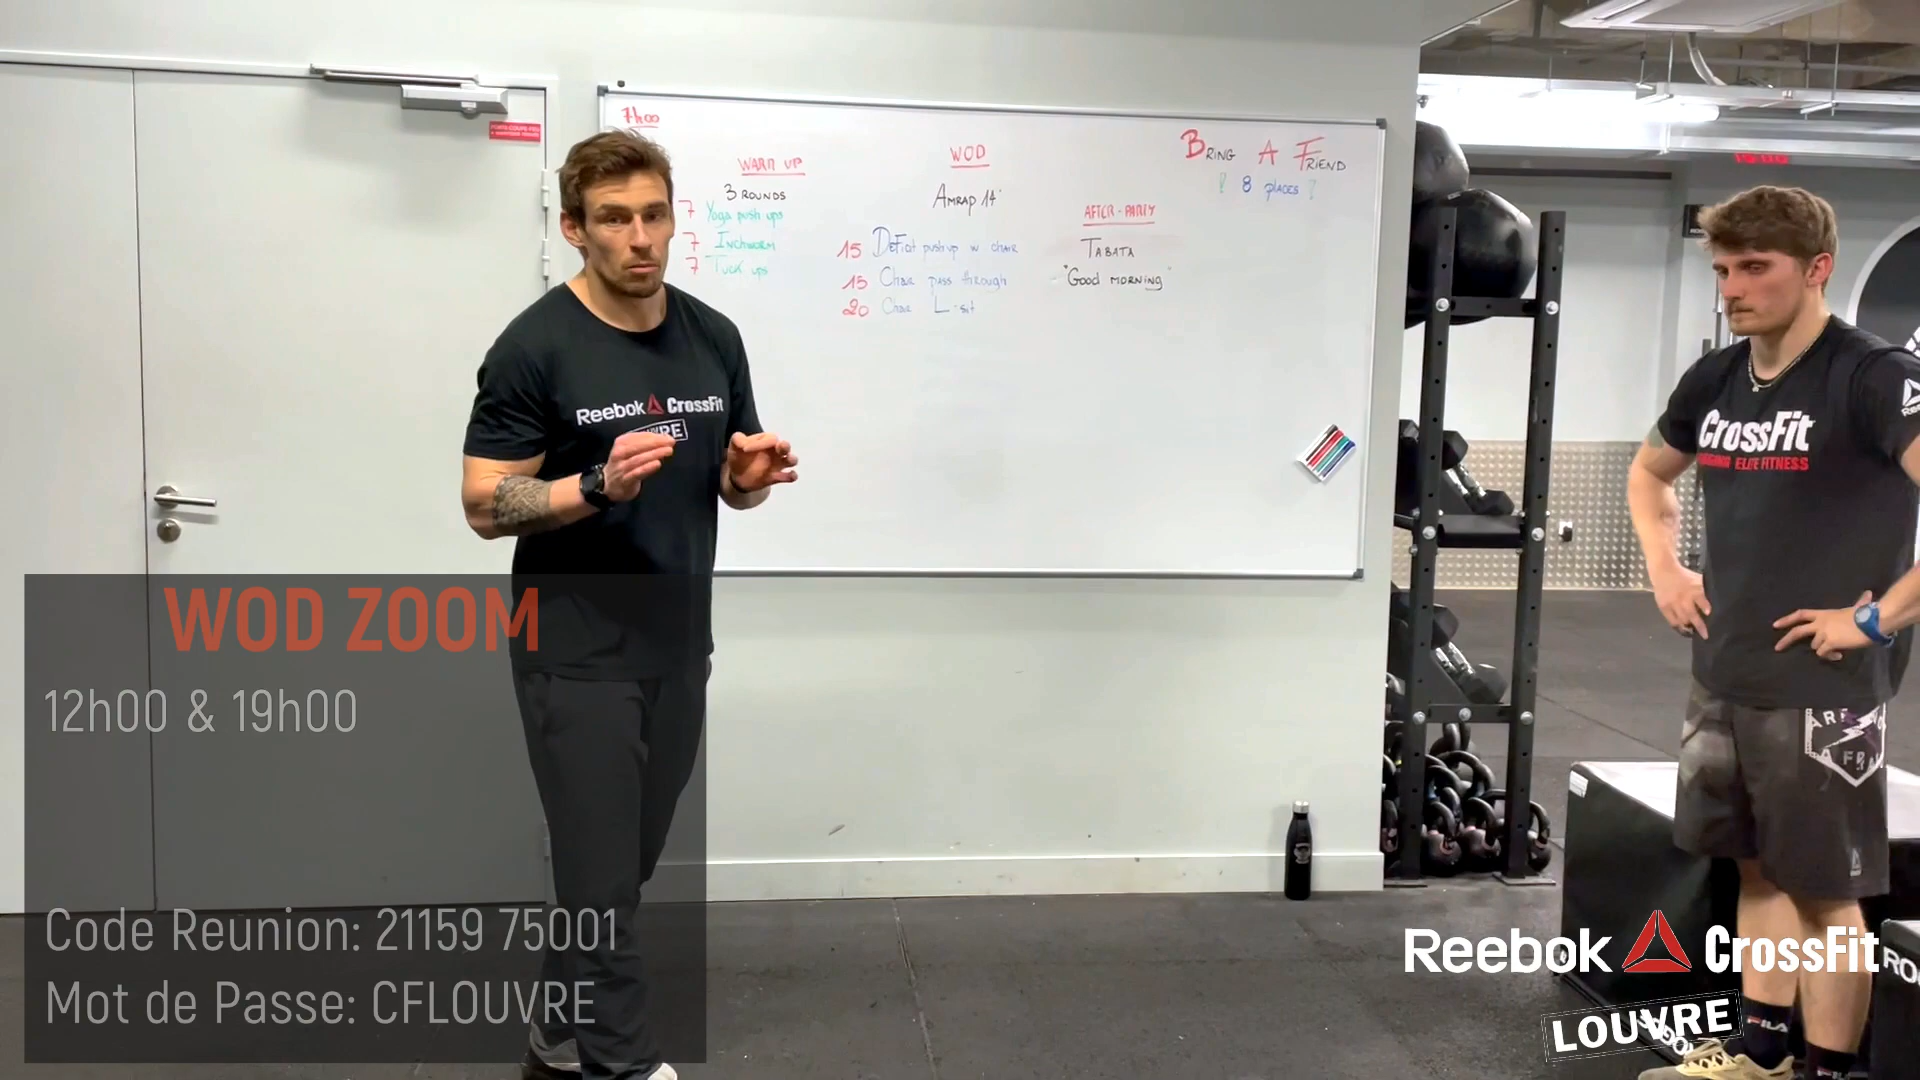 7h00
WARM UP
3 ROUNDS
7 Yoga push ups
7 Inchworm
7 Tuck ups
WOD
AMRAP 14'
15 Deficit push up w chair
15 Chair pass through
20 Chair L-sit
AFTER-PARTY
TABATA
"Good MORNING"
BRING A FRIEND
! 8 places !
Reebok CrossFit
CrossFit
FORGING ELITE FITNESS
WOD ZOOM
12h00 & 19h00
Code Reunion: 21159 75001
Mot de Passe: CFLOUVRE
Reebok CrossFit
LOUVRE
FILA